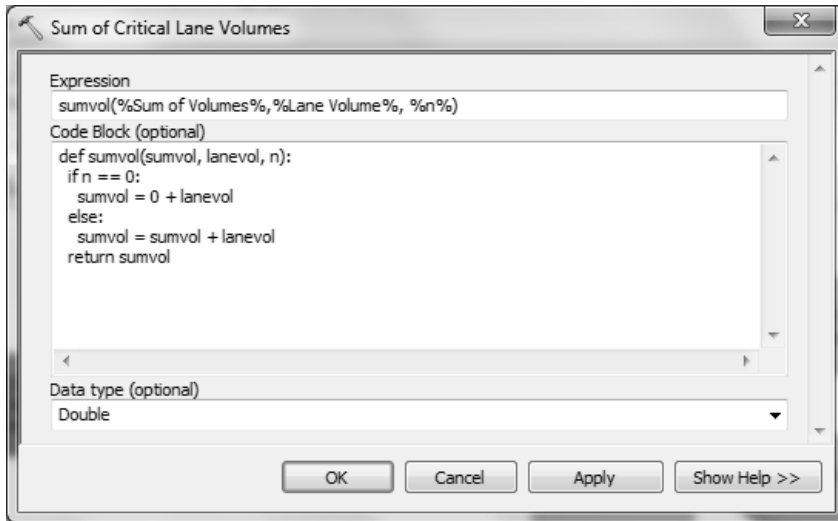 Sum of Critical Lane Volumes
Expression
sumvol(%Sum of Volumes%,%Lane Volume%, %n%)
Code Block (optional)
def sumvol(sumvol, lanevol, n):
if n == 0:
sumvol = 0 + lanevol
else:
sumvol = sumvol + lanevol
return sumvol
Data type (optional)
Double
OK Cancel Apply Show Help >>